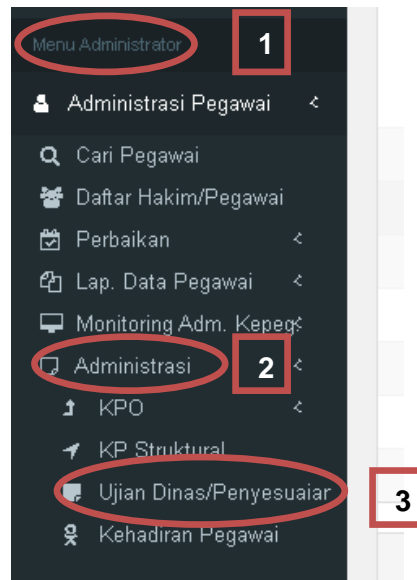 Menu Administrator 1
Administrasi Pegawai
Cari Pegawai
Daftar Hakim/Pegawai
Perbaikan
Lap. Data Pegawai
Monitoring Adm. Kepeg
Administrasi 2
KPO
KP Struktural
Ujian Dinas/Penyesuaiar 3
Kehadiran Pegawai